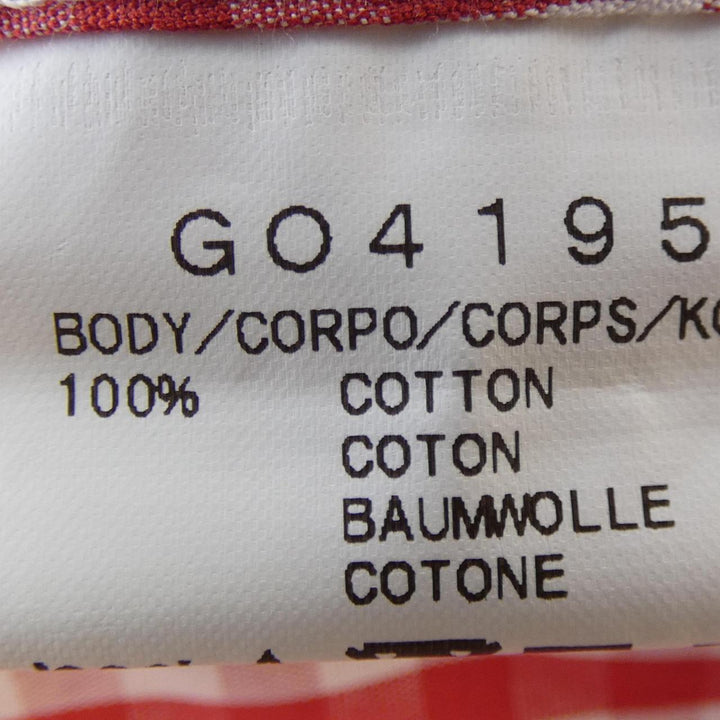 GO4195
BODY/CORPO/CORPS/
100% COTTON
COTON
BAUMWOLLE
COTONE